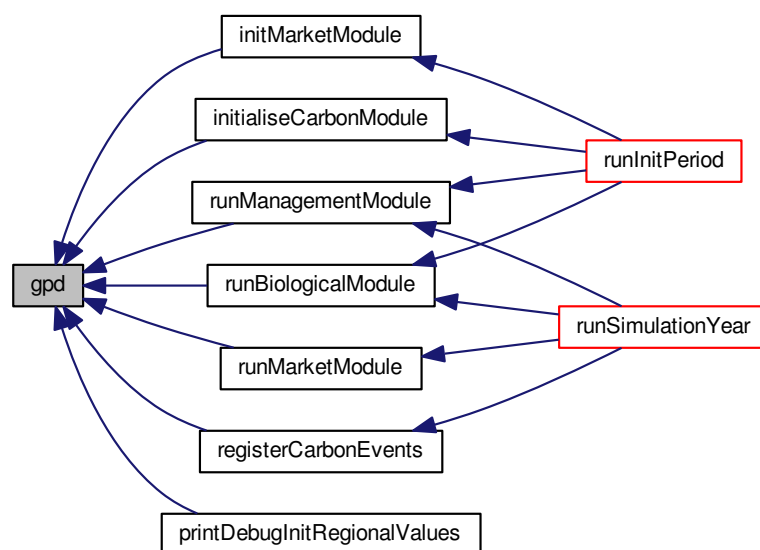 initMarketModule
initialiseCarbonModule
runInitPeriod
runManagementModule
gpd
runBiologicalModule
runSimulationYear
runMarketModule
registerCarbonEvents
printDebugInitRegionalValues